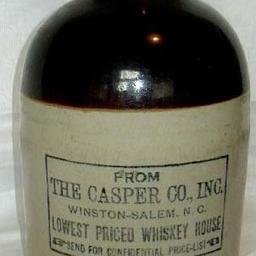 FROM
THE CASPER CO., INC.
WINSTON-SALEM, N. C.
LOWEST PRICED WHISKEY HOUSE
SEND FOR CONFIDENTIAL PRICE-LIST